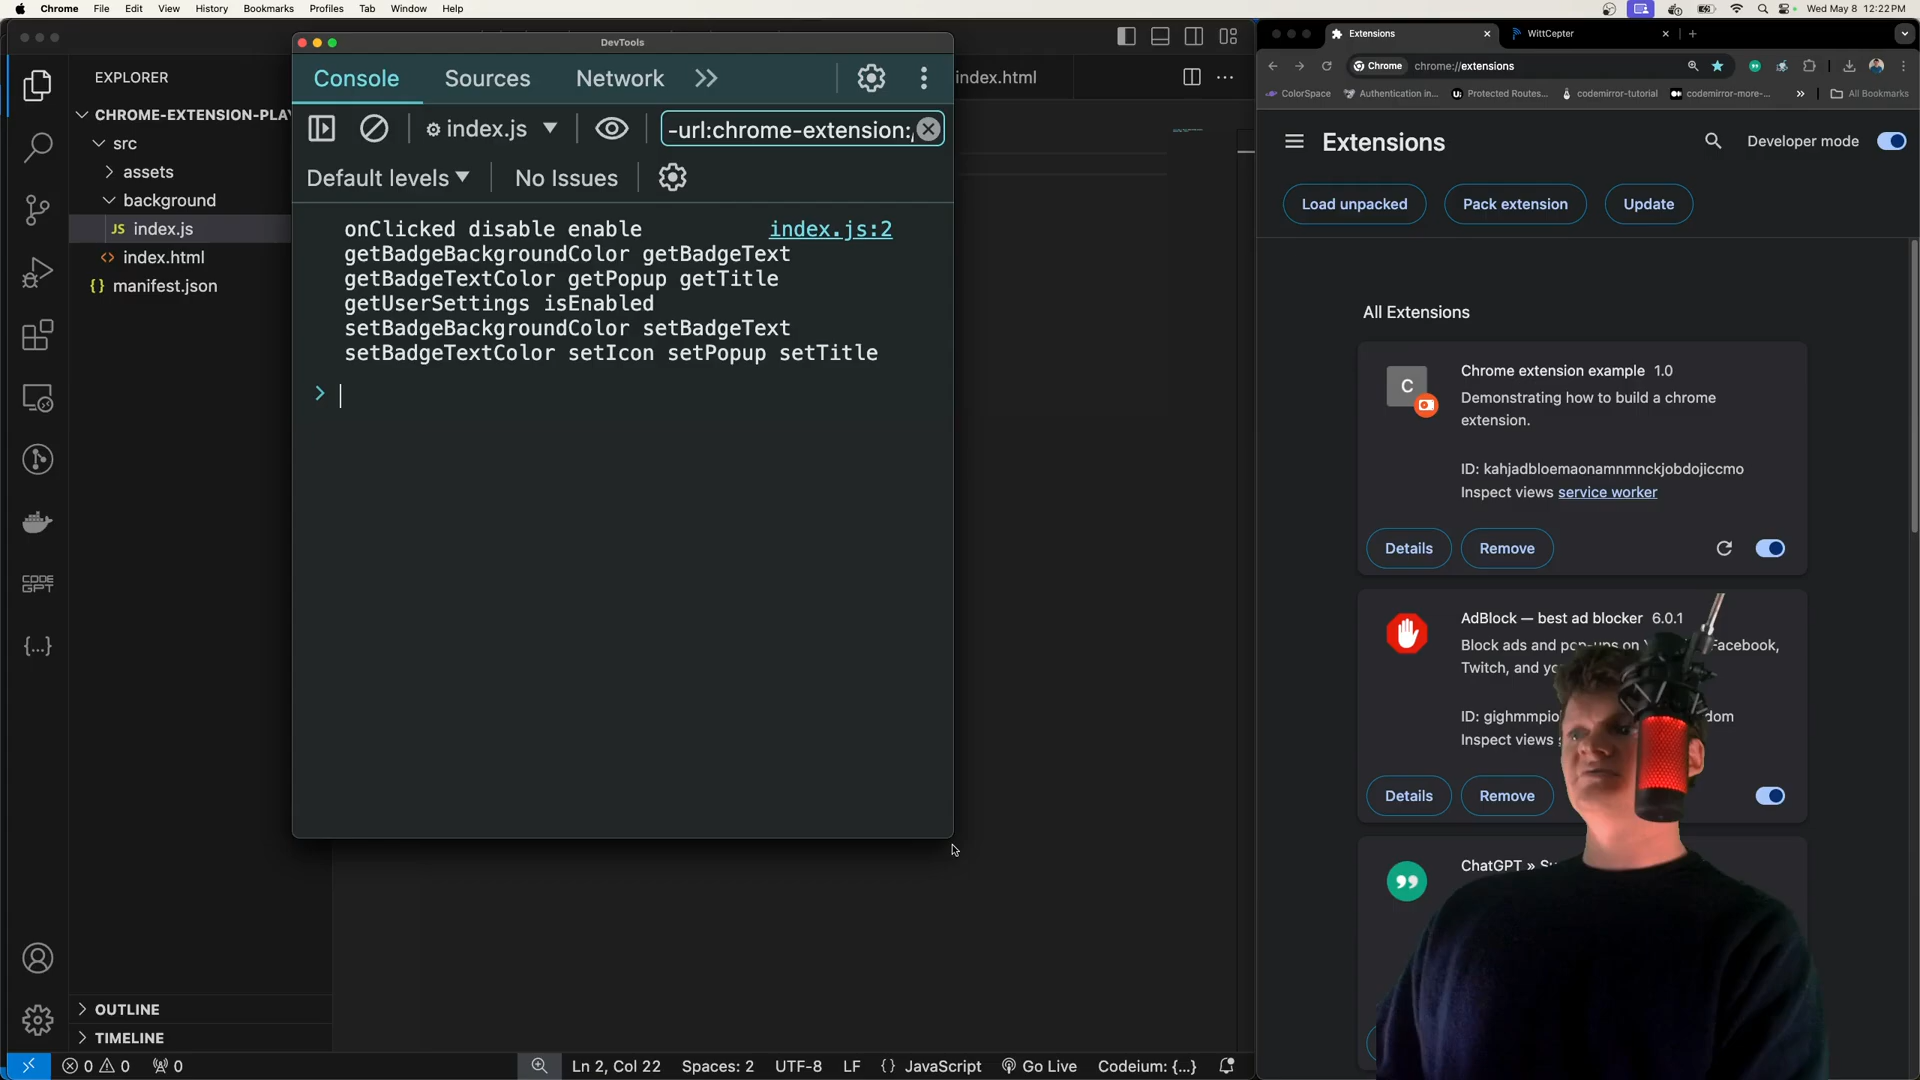 Chrome File Edit View History Bookmarks Profiles Tab Window Help
Wed May 8 12:22 PM
EXPLORER
CHROME-EXTENSION-PLA
src
assets
background
JS index.js
<> index.html
{} manifest.json
CODE
GPT
{...}
OUTLINE
TIMELINE
DevTools
Console Sources Network
index.js
-url:chrome-extension:
Default levels No Issues
onClicked disable enable index.js:2
getBadgeBackgroundColor getBadgeText
getBadgeTextColor getPopup getTitle
getUserSettings isEnabled
setBadgeBackgroundColor setBadgeText
setBadgeTextColor setIcon setPopup setTitle
>
index.html
0 0 0
Ln 2, Col 22 Spaces: 2 UTF-8 LF {} JavaScript Go Live Codeium: {...}
Extensions WittCepter
Chrome chrome://extensions
ColorSpace Authentication in... Protected Routes... codemirror-tutorial codemirror-more-... » All Bookmarks
Extensions Developer mode
Load unpacked Pack extension Update
All Extensions
C
Chrome extension example 1.0
Demonstrating how to build a chrome
extension.
ID: kahjadbloemaonamnmnckjobdojiccmo
Inspect views service worker
Details Remove
AdBlock — best ad blocker 6.0.1
Block ads and pop-ups on Facebook,
Twitch, and
ID: gighmmpio dom
Inspect views
Details Remove
ChatGPT »